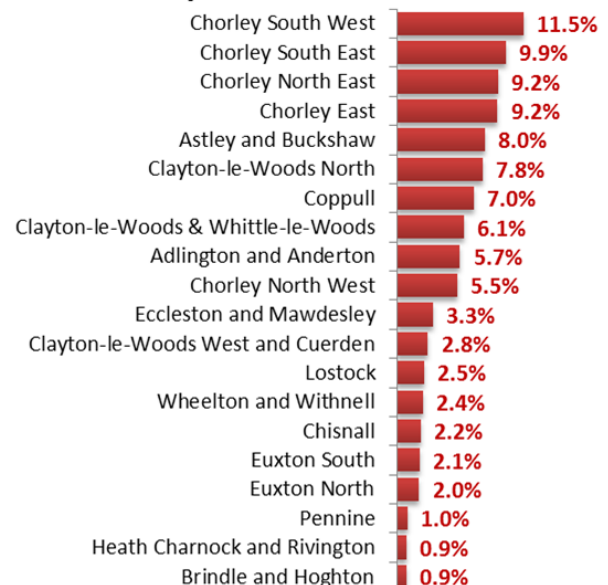 Chorley South West 11.5%
Chorley South East 9.9%
Chorley North East 9.2%
Chorley East 9.2%
Astley and Buckshaw 8.0%
Clayton-le-Woods North 7.8%
Coppull 7.0%
Clayton-le-Woods & Whittle-le-Woods 6.1%
Adlington and Anderton 5.7%
Chorley North West 5.5%
Eccleston and Mawdesley 3.3%
Clayton-le-Woods West and Cuerden 2.8%
Lostock 2.5%
Wheelton and Withnell 2.4%
Chisnall 2.2%
Euxton South 2.1%
Euxton North 2.0%
Pennine 1.0%
Heath Charnock and Rivington 0.9%
Brindle and Hoghton 0.9%